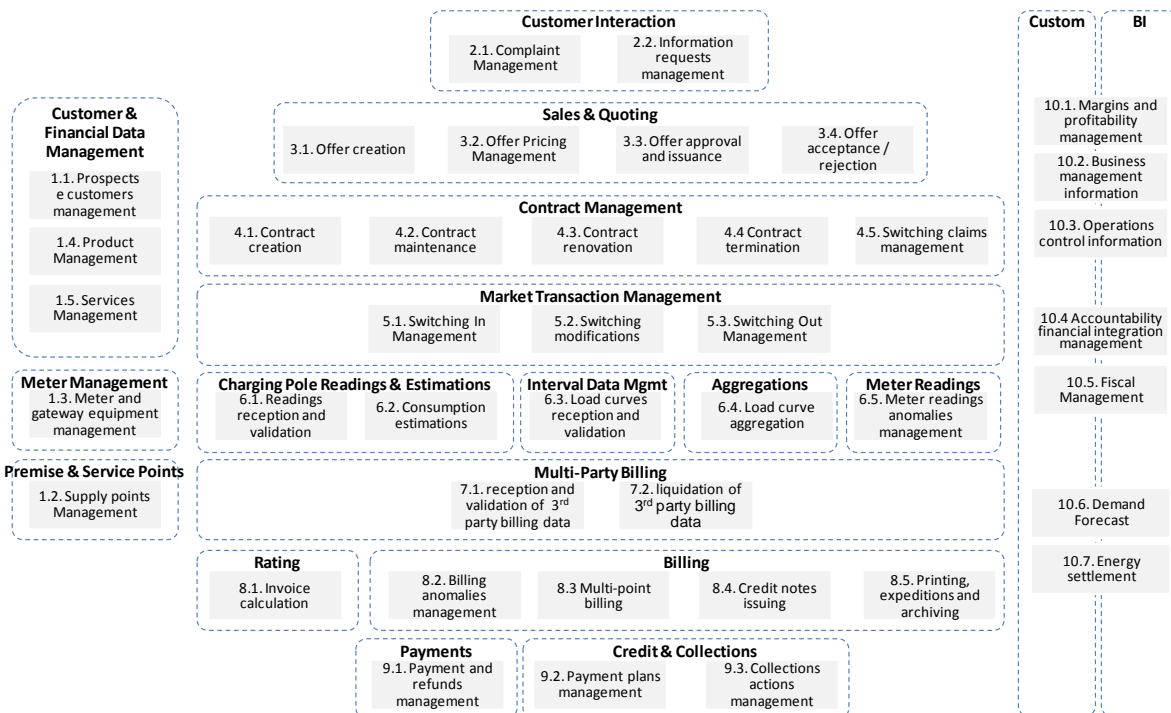 Customer Interaction
2.1. Complaint
Management
2.2. Information
requests
management
Custom
BI
Customer &
Financial Data
Management
1.1. Prospects
e customers
management
1.4. Product
Management
1.5. Services
Management
Sales & Quoting
3.1. Offer creation
3.2. Offer Pricing
Management
3.3. Offer approval
and issuance
3.4. Offer
acceptance /
rejection
Contract Management
4.1. Contract
creation
4.2. Contract
maintenance
4.3. Contract
renovation
4.4 Contract
termination
4.5. Switching claims
management
Market Transaction Management
5.1. Switching In
Management
5.2. Switching
modifications
5.3. Switching Out
Management
Meter Management
1.3. Meter and
gateway equipment
management
Charging Pole Readings & Estimations
6.1. Readings
reception and
validation
6.2. Consumption
estimations
Interval Data Mgmt
6.3. Load curves
reception and
validation
Aggregations
6.4. Load curve
aggregation
Meter Readings
6.5. Meter readings
anomalies
management
Premise & Service Points
1.2. Supply points
Management
Multi-Party Billing
7.1. reception and
validation of 3rd
party billing data
7.2. liquidation of
3rd party billing
data
Rating
8.1. Invoice
calculation
Billing
8.2. Billing
anomalies
management
8.3 Multi-point
billing
8.4. Credit notes
issuing
8.5. Printing,
expeditions and
archiving
Payments
9.1. Payment and
refunds
management
Credit & Collections
9.2. Payment plans
management
9.3. Collections
actions
management
10.1. Margins and
profitability
management
10.2. Business
management
information
10.3. Operations
control information
10.4 Accountability
financial integration
management
10.5. Fiscal
Management
10.6. Demand
Forecast
10.7. Energy
settlement